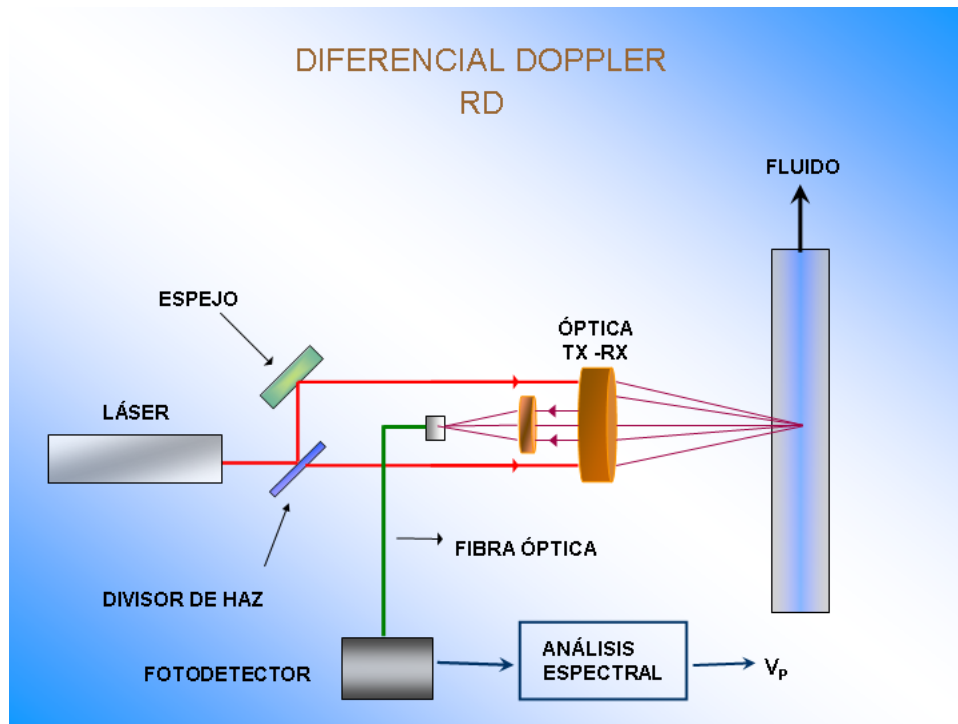 DIFERENCIAL DOPPLER
RD
FLUIDO
ESPEJO
ÓPTICA
TX -RX
LÁSER
FIBRA ÓPTICA
DIVISOR DE HAZ
FOTODETECTOR
ANÁLISIS
ESPECTRAL
VP